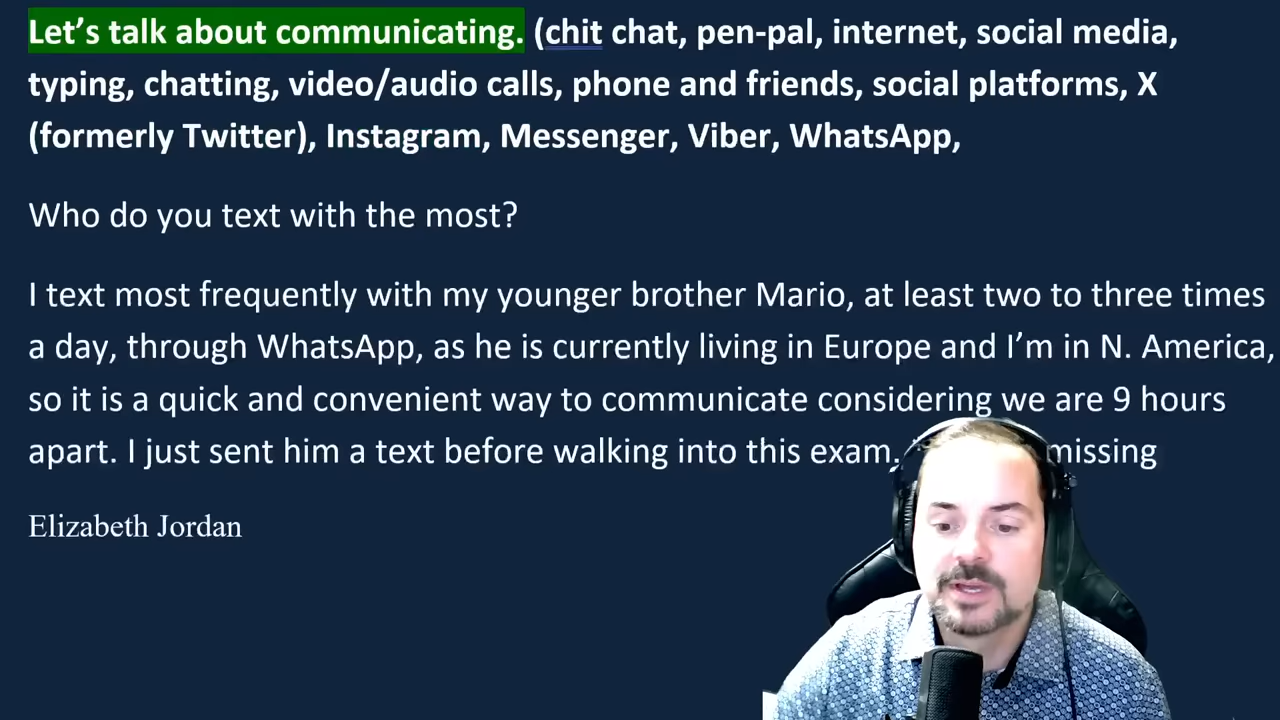 Let’s talk about communicating. (chit chat, pen-pal, internet, social media,
typing, chatting, video/audio calls, phone and friends, social platforms, X
(formerly Twitter), Instagram, Messenger, Viber, WhatsApp,
Who do you text with the most?
I text most frequently with my younger brother Mario, at least two to three times
a day, through WhatsApp, as he is currently living in Europe and I’m in N. America,
so it is a quick and convenient way to communicate considering we are 9 hours
apart. I just sent him a text before walking into this exam. missing
Elizabeth Jordan